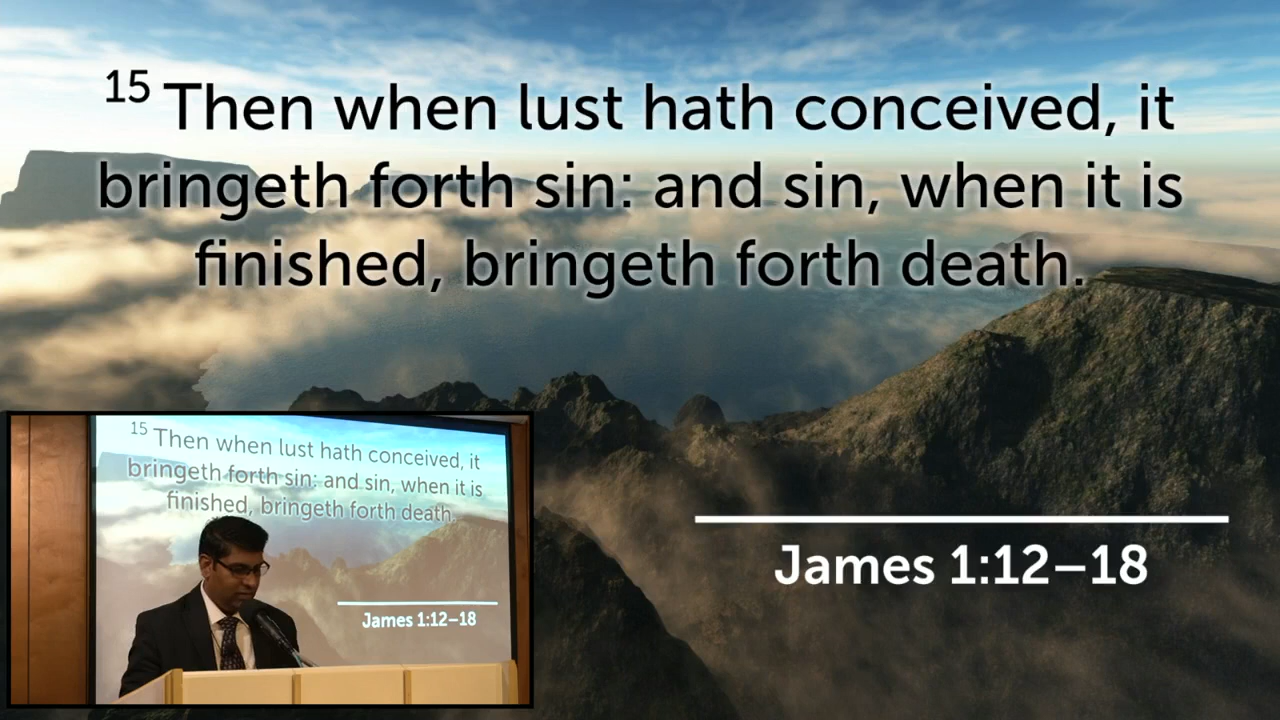 15 Then when lust hath conceived, it
bringeth forth sin: and sin, when it is
finished, bringeth forth death.
James 1:12–18
15 Then when lust hath conceived, it
bringeth forth sin: and sin, when it is
finished, bringeth forth death.
James 1:12–18